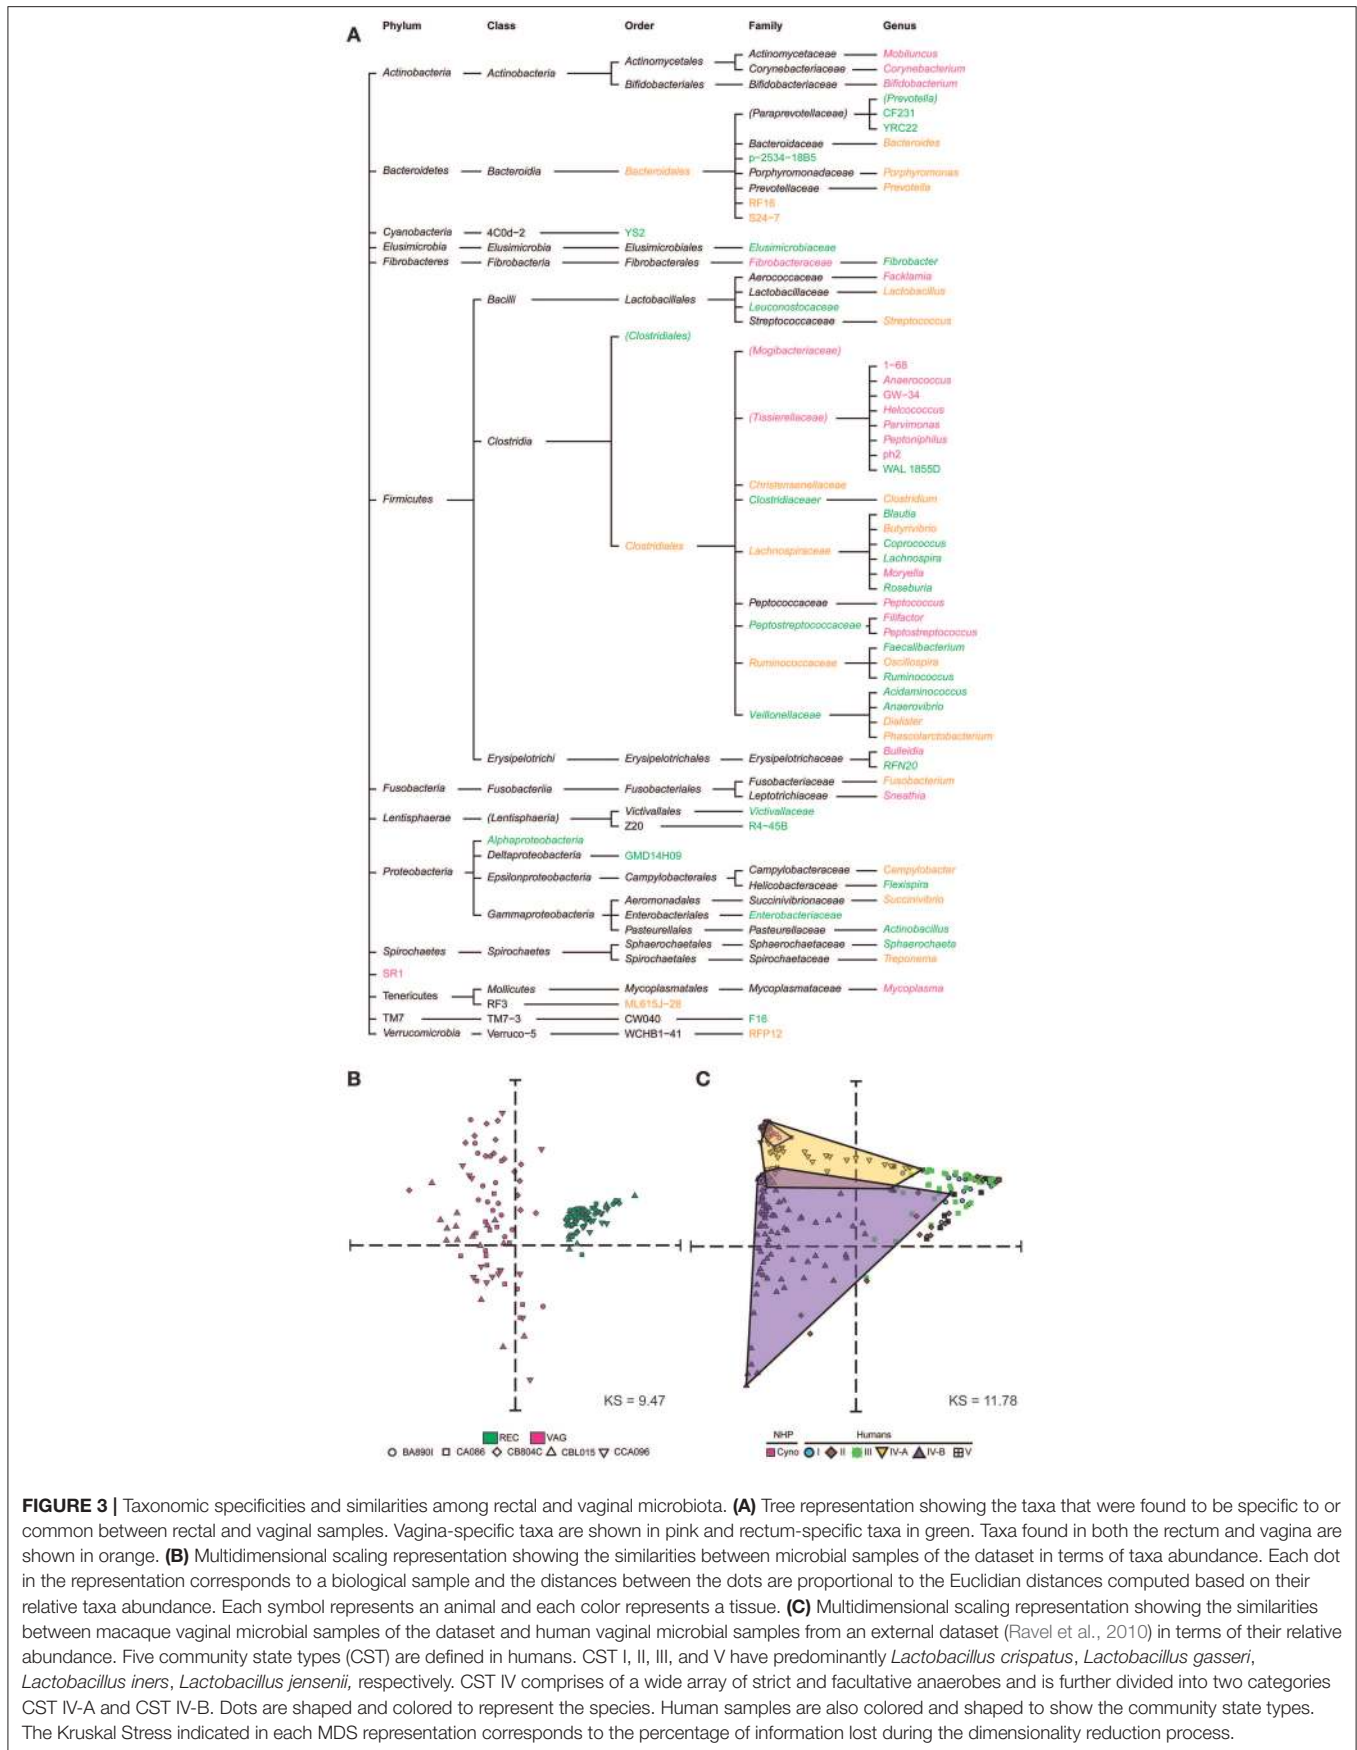 A
Phylum Class Order Family Genus
Actinomycetaceae Mobiluncus
Actinomycetales
Corynebacteriaceae Corynebacterium
Actinobacteria Actinobacteria
Bifidobacteriales Bifidobacteriaceae Bifidobacterium
(Prevotella)
(Paraprevotellaceae) CF231
YRC22
Bacteroidaceae Bacteroides
p-2534-18B5
Bacteroidetes Bacteroidia Bacteroidales Porphyromonadaceae Porphyromonas
Prevotellaceae Prevotella
RF16
S24-7
Cyanobacteria 4C0d-2 YS2
Elusimicrobia Elusimicrobia Elusimicrobiales Elusimicrobiaceae
Fibrobacteres Fibrobacteria Fibrobacterales Fibrobacteraceae Fibrobacter
Aerococcaceae Facklamia
Lactobacillaceae Lactobacillus
Bacilli Lactobacillales
Leuconostocaceae
Streptococcaceae Streptococcus
(Clostridiales)
(Mogibacteriaceae)
1-68
Anaerococcus
GW-34
Helcococcus
(Tissierellaceae) Parvimonas
Peptoniphilus
ph2
WAL 1855D
Clostridia
Christensenellaceae
Firmicutes Clostridiaceaer Clostridium
Blautia
Butyrivibrio
Coprococcus
Clostridiales Lachnospiraceae Lachnospira
Moryella
Roseburia
Peptococcaceae Peptococcus
Filifactor
Peptostreptococcaceae
Peptostreptococcus
Faecalibacterium
Ruminococcaceae Oscillospira
Ruminococcus
Acidaminococcus
Anaerovibrio
Veillonellaceae Dialister
Phascolarctobacterium
Bulleidia
Erysipelotrichi Erysipelotrichales Erysipelotrichaceae
RFN20
Fusobacteriaceae Fusobacterium
Fusobacteria Fusobacteriia Fusobacteriales
Leptotrichiaceae Sneathia
Victivallales Victivallaceae
Lentisphaerae (Lentisphaeria)
Z20 R4-45B
Alphaproteobacteria
Deltaproteobacteria GMD14H09
Proteobacteria Campylobacteraceae Campylobacter
Epsilonproteobacteria Campylobacterales
Helicobacteraceae Flexispira
Aeromonadales Succinivibrionaceae Succinivibrio
Gammaproteobacteria Enterobacteriales Enterobacteriaceae
Pasteurellales Pasteurellaceae Actinobacillus
Sphaerochaetales Sphaerochaetaceae Sphaerochaeta
Spirochaetes Spirochaetes
Spirochaetales Spirochaetaceae Treponema
SR1
Mollicutes Mycoplasmatales Mycoplasmataceae Mycoplasma
Tenericutes
RF3 ML615J-28
TM7 TM7-3 CW040 F16
Verrucomicrobia Verruco-5 WCHB1-41 RFP12
B C
KS = 9.47 KS = 11.78
REC VAG
BA890I CA086 CB804C CBL015 CCA096
NHP Humans
Cyno I II III IV-A IV-B V
FIGURE 3 | Taxonomic specificities and similarities among rectal and vaginal microbiota. (A) Tree representation showing the taxa that were found to be specific to or
common between rectal and vaginal samples. Vagina-specific taxa are shown in pink and rectum-specific taxa in green. Taxa found in both the rectum and vagina are
shown in orange. (B) Multidimensional scaling representation showing the similarities between microbial samples of the dataset in terms of taxa abundance. Each dot
in the representation corresponds to a biological sample and the distances between the dots are proportional to the Euclidian distances computed based on their
relative taxa abundance. Each symbol represents an animal and each color represents a tissue. (C) Multidimensional scaling representation showing the similarities
between macaque vaginal microbial samples of the dataset and human vaginal microbial samples from an external dataset (Ravel et al., 2010) in terms of their relative
abundance. Five community state types (CST) are defined in humans. CST I, II, III, and V have predominantly Lactobacillus crispatus, Lactobacillus gasseri,
Lactobacillus iners, Lactobacillus jensenii, respectively. CST IV comprises of a wide array of strict and facultative anaerobes and is further divided into two categories
CST IV-A and CST IV-B. Dots are shaped and colored to represent the species. Human samples are also colored and shaped to show the community state types.
The Kruskal Stress indicated in each MDS representation corresponds to the percentage of information lost during the dimensionality reduction process.